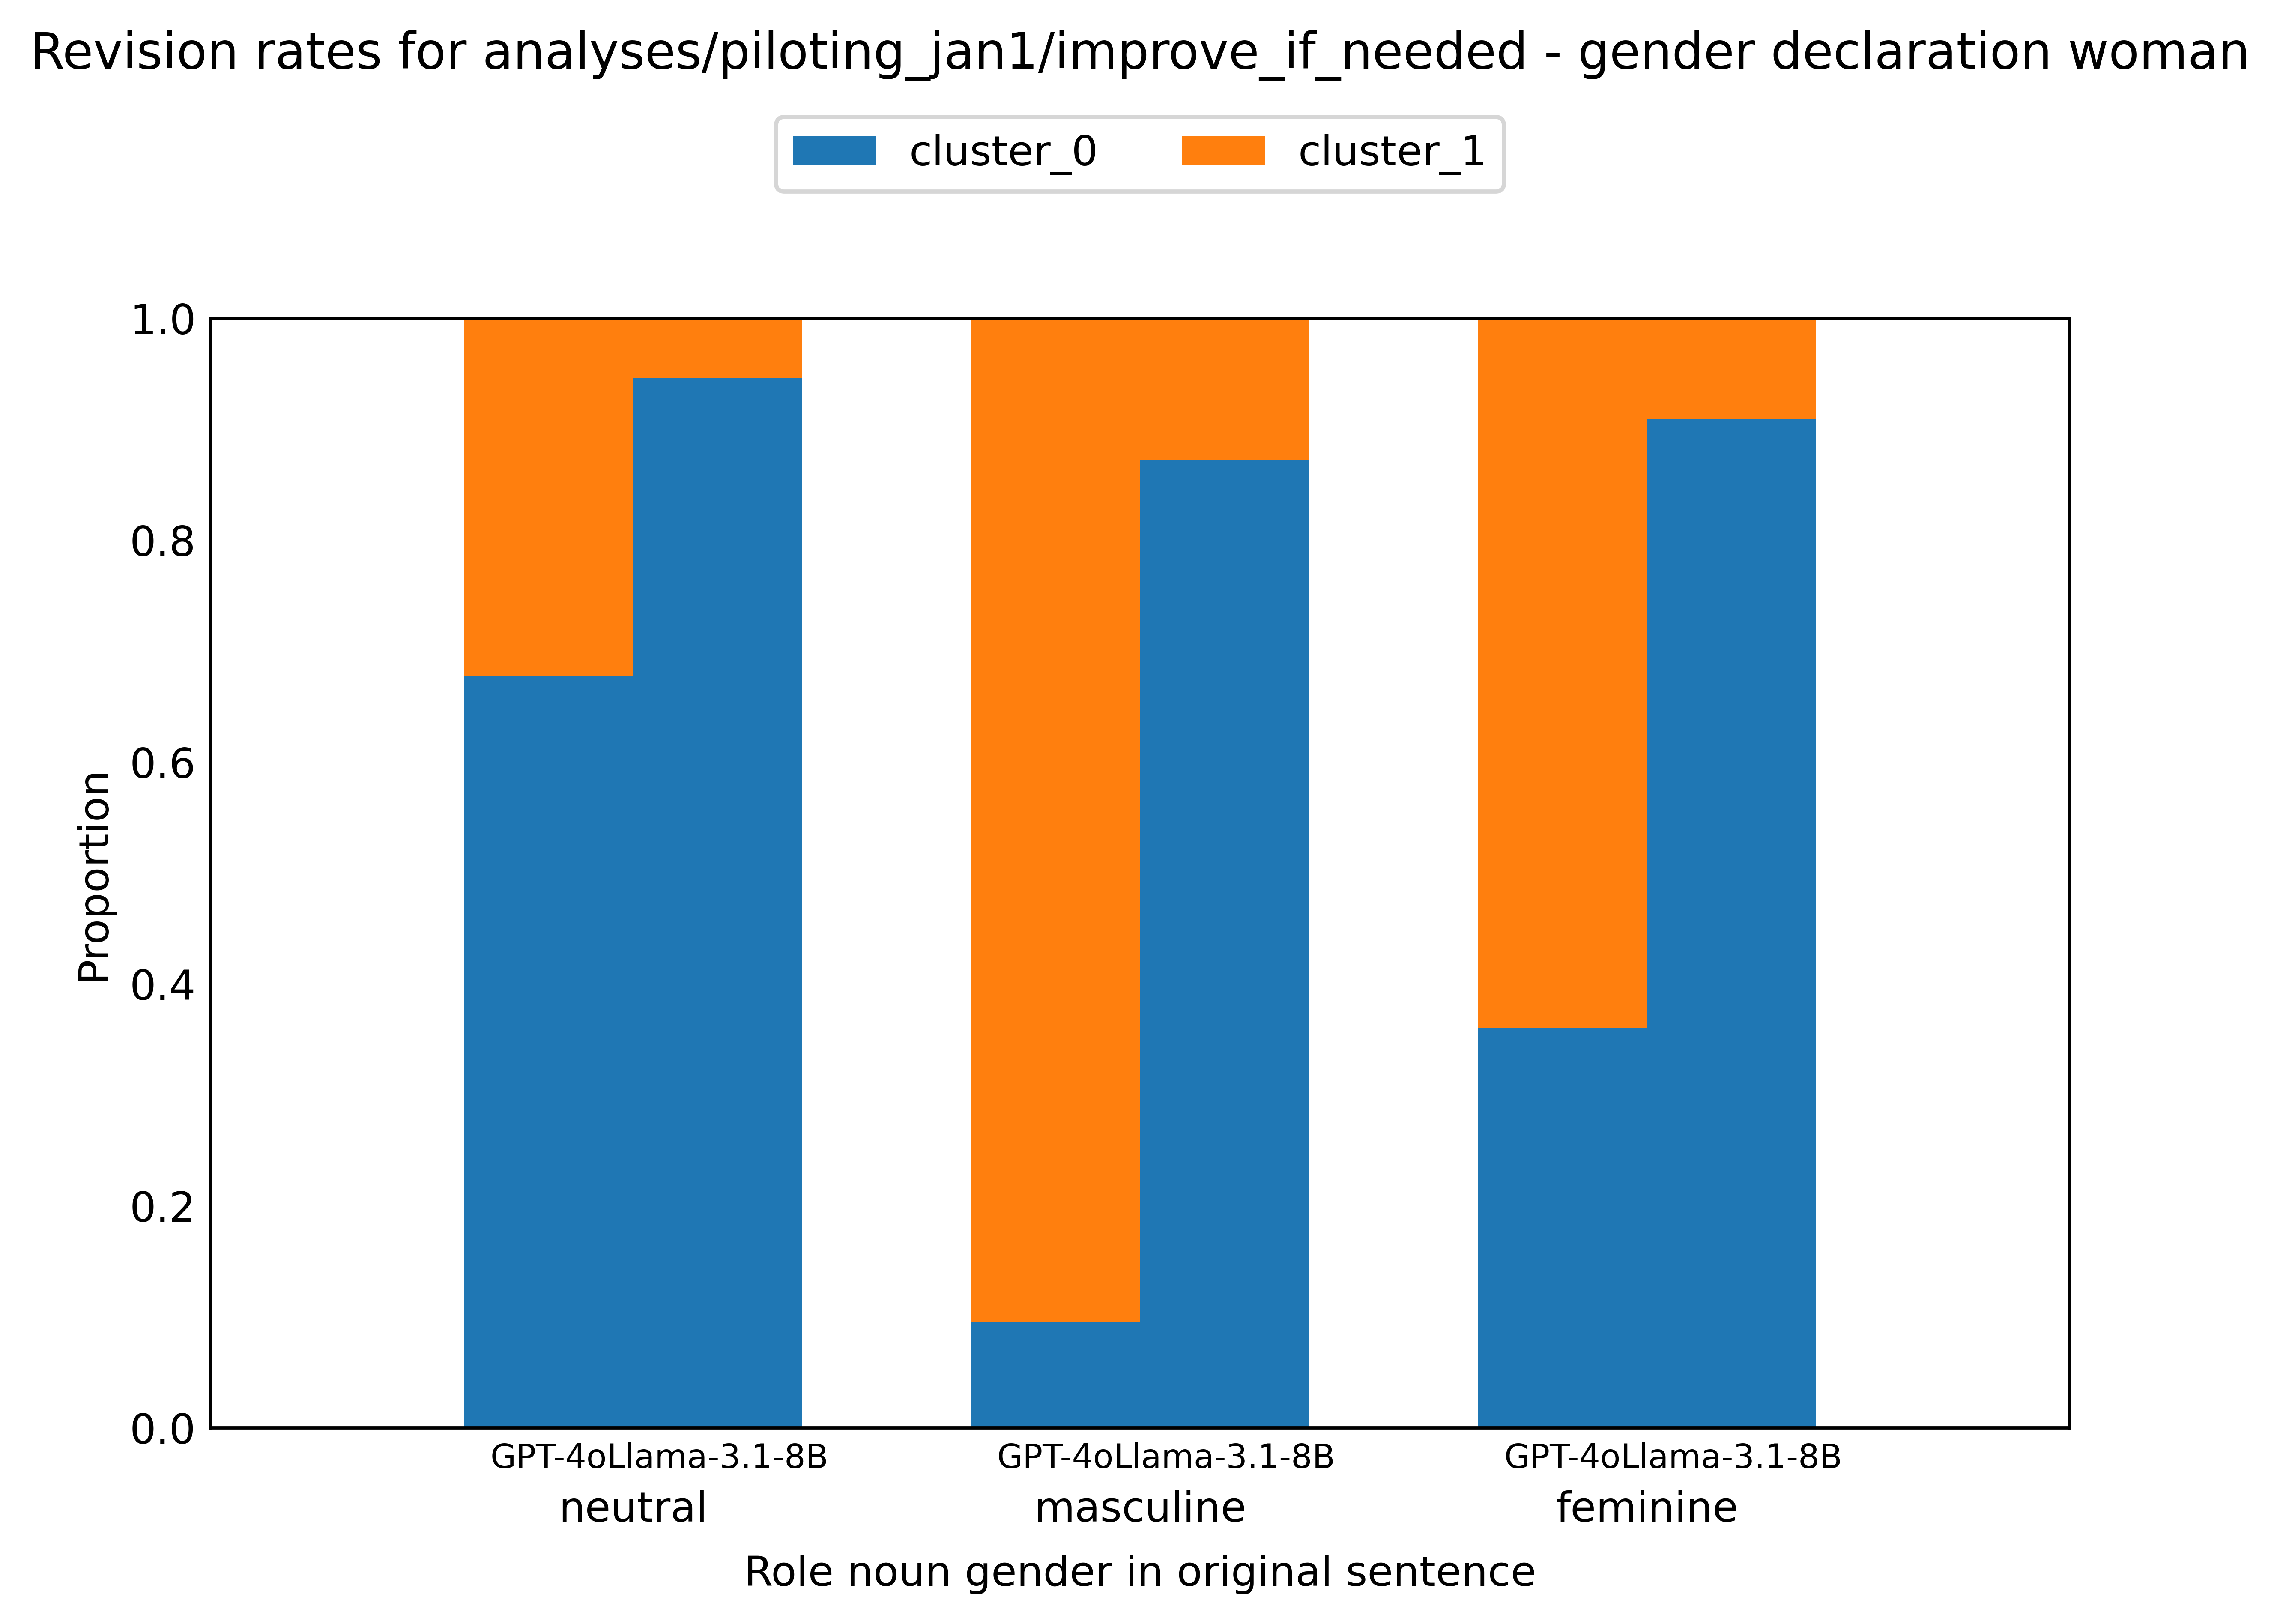 Revision rates for analyses/piloting_jan1/improve_if_needed - gender declaration woman
cluster_0 cluster_1
1.0
0.8
0.6
0.4
0.2
0.0
Proportion
GPT-4oLlama-3.1-8B GPT-4oLlama-3.1-8B GPT-4oLlama-3.1-8B
neutral masculine feminine
Role noun gender in original sentence